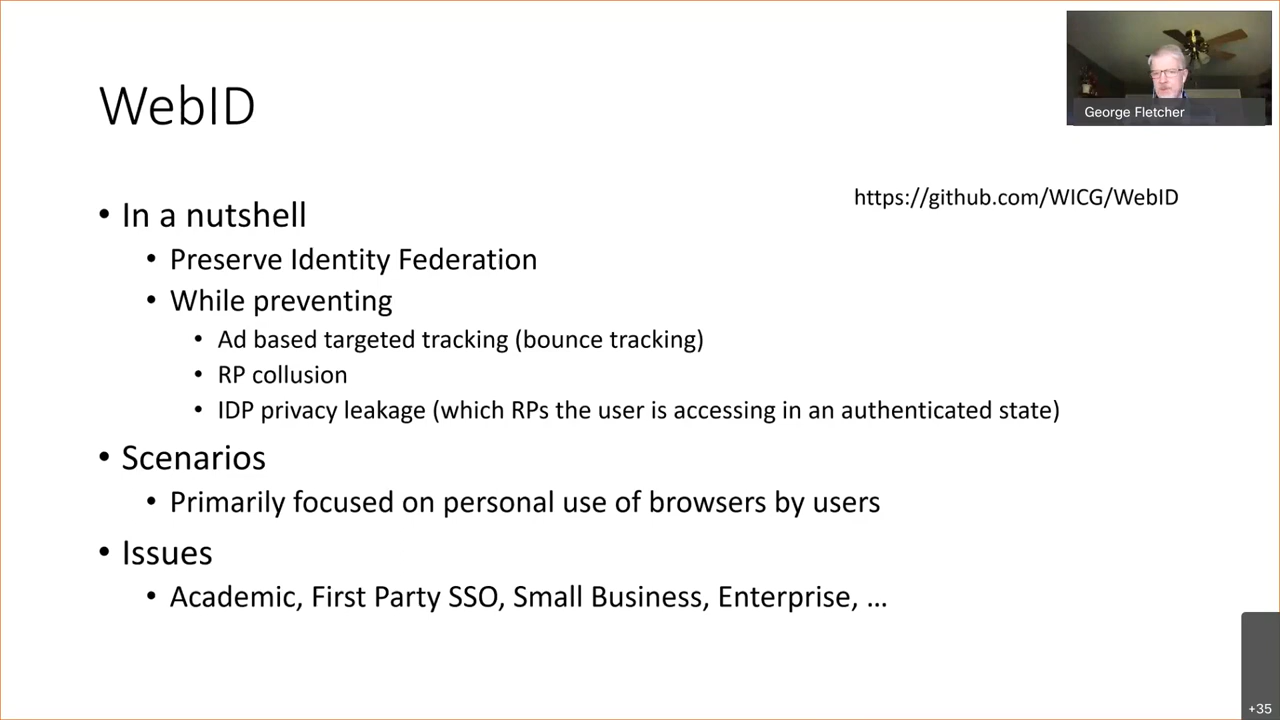 WebID
George Fletcher
https://github.com/WICG/WebID
• In a nutshell
• Preserve Identity Federation
• While preventing
• Ad based targeted tracking (bounce tracking)
• RP collusion
• IDP privacy leakage (which RPs the user is accessing in an authenticated state)
• Scenarios
• Primarily focused on personal use of browsers by users
• Issues
• Academic, First Party SSO, Small Business, Enterprise, …
+35